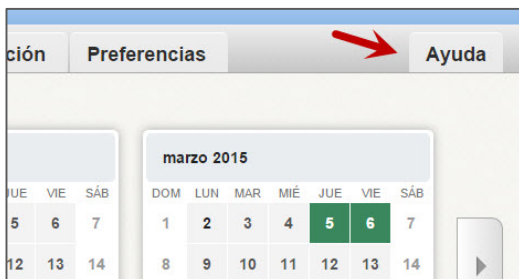 ción Preferencias Ayuda
marzo 2015
JUE VIE SÁB DOM LUN MAR MIÉ JUE VIE SÁB
5 6 7 1 2 3 4 5 6 7
12 13 14 8 9 10 11 12 13 14